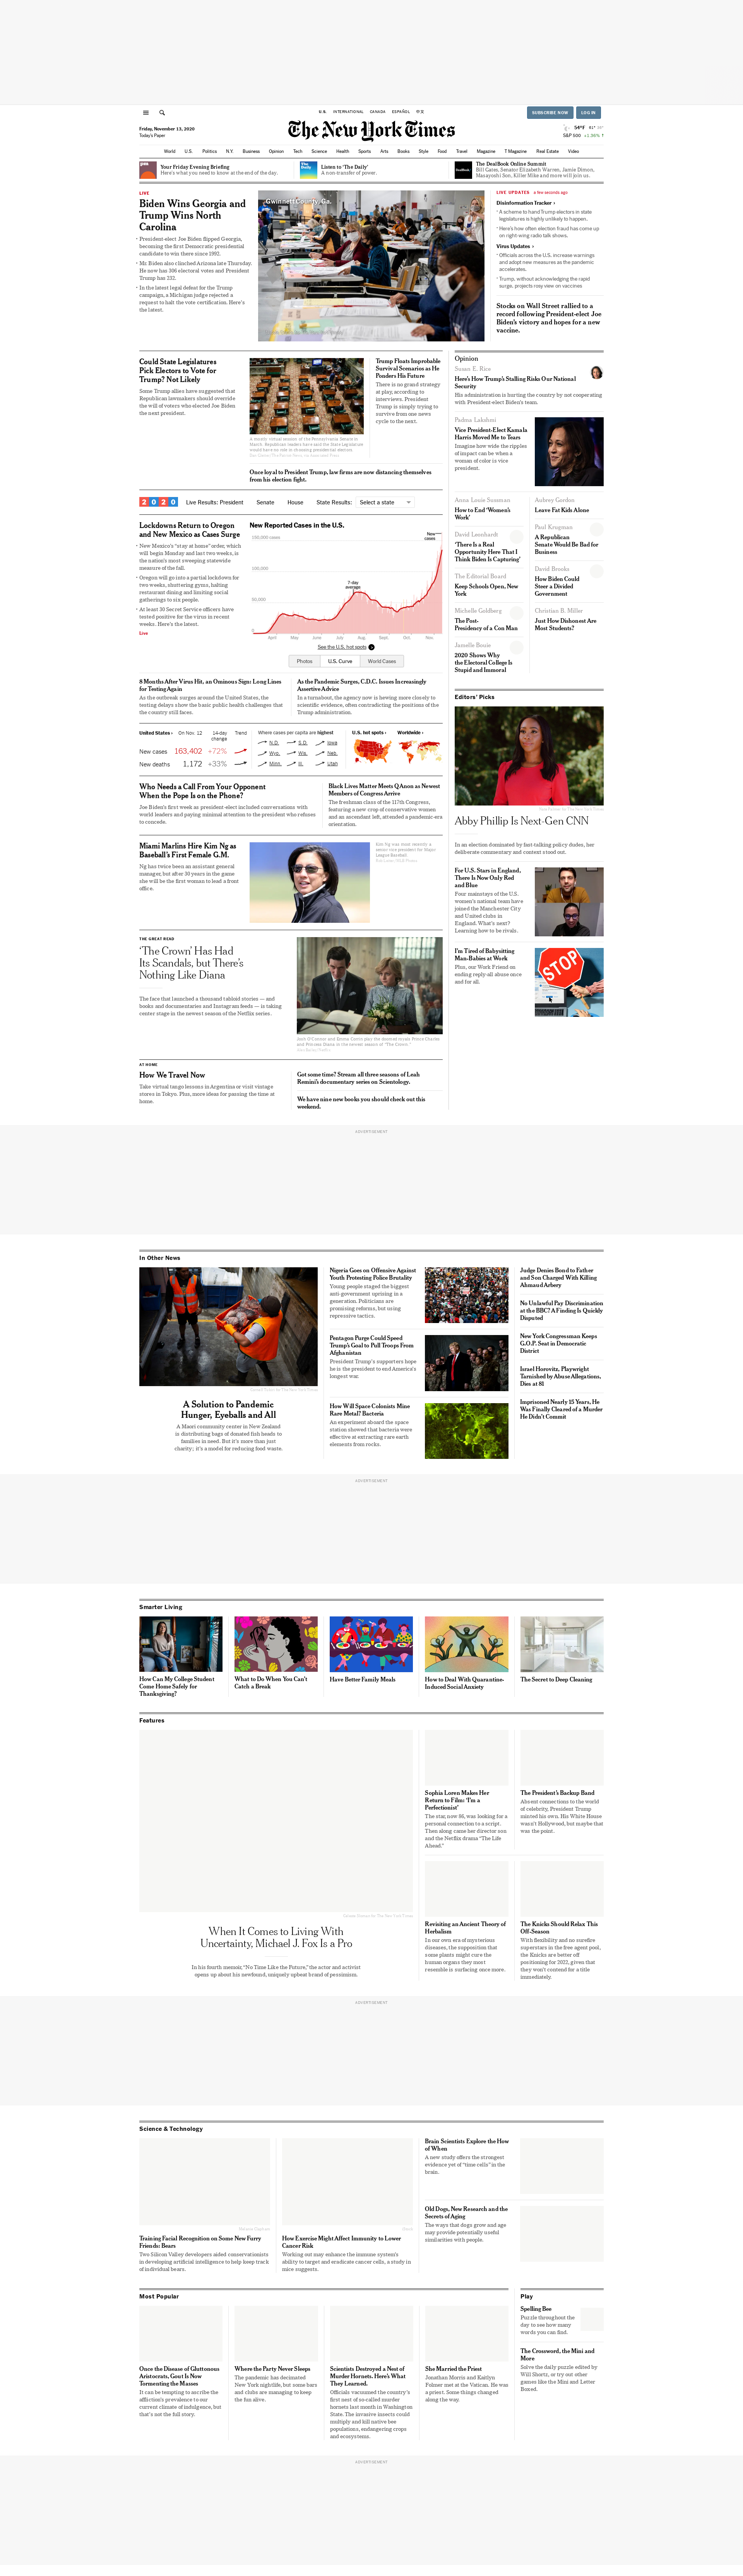 U.S. INTERNATIONAL CANADA ESPAÑOL 中文
SUBSCRIBE NOW
LOG IN
Friday, November 13, 2020
Today's Paper
The New York Times
54°F
S&P 500 +1.36% ↑
World U.S. Politics N.Y. Business Opinion Tech Science Health Sports Arts Books Style Food Travel Magazine T Magazine Real Estate Video
Your Friday Evening Briefing
Here's what you need to know at the end of the day.
Listen to 'The Daily'
A non-transfer of power.
The DealBook Online Summit
Bill Gates, Senator Elizabeth Warren, Jamie Dimon,
Masayoshi Son, Killer Mike and more will join us.
LIVE
Biden Wins Georgia and
Trump Wins North
Carolina
• President-elect Joe Biden flipped Georgia,
becoming the first Democratic presidential
candidate to win there since 1992.
• Mr. Biden also clinched Arizona late Thursday.
He now has 306 electoral votes and President
Trump has 232.
• In the latest legal defeat for the Trump
campaign, a Michigan judge rejected a
request to halt the vote certification. Here's
the latest.
Gwinnett County, Ga.
LIVE UPDATES a few seconds ago
Disinformation Tracker ›
• A scheme to hand Trump electors in state
legislatures is highly unlikely to happen.
• Here's how often election fraud has come up
on right-wing radio talk shows.
Virus Updates ›
• Officials across the U.S. increase warnings
and adopt new measures as the pandemic
accelerates.
• Trump, without acknowledging the rapid
surge, projects rosy view on vaccines
Stocks on Wall Street rallied to a
record following President-elect Joe
Biden's victory and hopes for a new
vaccine.
Could State Legislatures
Pick Electors to Vote for
Trump? Not Likely
Some Trump allies have suggested that
Republican lawmakers should override
the will of voters who elected Joe Biden
the next president.
A mostly virtual session of the Pennsylvania Senate in
March. Republican leaders have said the State Legislature
would have no role in choosing presidential electors.
Trump Floats Improbable
Survival Scenarios as He
Ponders His Future
There is no grand strategy
at play, according to
interviews. President
Trump is simply trying to
survive from one news
cycle to the next.
Once loyal to President Trump, law firms are now distancing themselves
from his election fight.
2020
Live Results: President Senate House State Results: Select a state
Lockdowns Return to Oregon
and New Mexico as Cases Surge
• New Mexico's "stay at home" order, which
will begin Monday and last two weeks, is
the nation's most sweeping statewide
measure of the fall.
• Oregon will go into a partial lockdown for
two weeks, shuttering gyms, halting
restaurant dining and limiting social
gatherings to six people.
• At least 30 Secret Service officers have
tested positive for the virus in recent
weeks. Here's the latest.
Live
New Reported Cases in the U.S.
150,000 cases
100,000
50,000
0
7-day
average
New
cases
April May June July Aug. Sept. Oct. Nov.
See the U.S. hot spots
Photos U.S. Curve World Cases
8 Months After Virus Hit, an Ominous Sign: Long Lines
for Testing Again
As the outbreak surges around the United States, the
testing delays show the basic public health challenges that
the country still faces.
As the Pandemic Surges, C.D.C. Issues Increasingly
Assertive Advice
In a turnabout, the agency now is hewing more closely to
scientific evidence, often contradicting the positions of the
Trump administration.
United States › On Nov. 12 14-day
change Trend
New cases 163,402 +72%
New deaths 1,172 +33%
Where cases per capita are highest
N.D. S.D. Iowa
Wyo. Wis. Neb.
Minn. Ill. Utah
U.S. hot spots ›
Worldwide ›
Who Needs a Call From Your Opponent
When the Pope Is on the Phone?
Joe Biden's first week as president-elect included conversations with
world leaders and paying minimal attention to the president who refuses
to concede.
Black Lives Matter Meets QAnon as Newest
Members of Congress Arrive
The freshman class of the 117th Congress,
featuring a new crop of conservative women
and an ascendant left, attended a pandemic-era
orientation.
Miami Marlins Hire Kim Ng as
Baseball's First Female G.M.
Ng has twice been an assistant general
manager, but after 30 years in the game
she will be the first woman to lead a front
office.
Kim Ng was most recently a
senior vice president for Major
League Baseball.
THE GREAT READ
'The Crown' Has Had
Its Scandals, but There's
Nothing Like Diana
The face that launched a thousand tabloid stories — and
books and documentaries and Instagram feeds — is taking
center stage in the newest season of the Netflix series.
Josh O'Connor and Emma Corrin play the doomed royals Prince Charles
and Princess Diana in the newest season of "The Crown."
AT HOME
How We Travel Now
Take virtual tango lessons in Argentina or visit vintage
stores in Tokyo. Plus, more ideas for passing the time at
home.
Got some time? Stream all three seasons of Leah
Remini's documentary series on Scientology.
We have nine new books you should check out this
weekend.
Opinion
Susan E. Rice
Here's How Trump's Stalling Risks Our National
Security
His administration is hurting the country by not cooperating
with President-elect Biden's team.
Padma Lakshmi
Vice President-Elect Kamala
Harris Moved Me to Tears
Imagine how wide the ripples
of impact can be when a
woman of color is vice
president.
Anna Louie Sussman
How to End 'Women's
Work'
David Leonhardt
'There Is a Real
Opportunity Here That I
Think Biden Is Capturing'
The Editorial Board
Keep Schools Open, New
York
Michelle Goldberg
The Post-
Presidency of a Con Man
Jamelle Bouie
2020 Shows Why
the Electoral College Is
Stupid and Immoral
Aubrey Gordon
Leave Fat Kids Alone
Paul Krugman
A Republican
Senate Would Be Bad for
Business
David Brooks
How Biden Could
Steer a Divided
Government
Christian B. Miller
Just How Dishonest Are
Most Students?
Editors' Picks
Abby Phillip Is Next-Gen CNN
In an election dominated by fast-talking policy dudes, her
deliberate commentary and content stood out.
For U.S. Stars in England,
There Is Now Only Red
and Blue
Four mainstays of the U.S.
women's national team have
joined the Manchester City
and United clubs in
England. What's next?
Learning how to be rivals.
I'm Tired of Babysitting
Man-Babies at Work
Plus, our Work Friend on
ending reply-all abuse once
and for all.
STOP
ADVERTISEMENT
In Other News
A Solution to Pandemic
Hunger, Eyeballs and All
A Maori community center in New Zealand
is distributing bags of donated fish heads to
families in need. But it's more than just
charity; it's a model for reducing food waste.
Nigeria Goes on Offensive Against
Youth Protesting Police Brutality
Young people staged the biggest
anti-government uprising in a
generation. Politicians are
promising reforms, but using
repressive tactics.
Pentagon Purge Could Speed
Trump's Goal to Pull Troops From
Afghanistan
President Trump's supporters hope
he is the president to end America's
longest war.
How Will Space Colonists Mine
Rare Metal? Bacteria
An experiment aboard the space
station showed that bacteria were
effective at extracting rare earth
elements from rocks.
Judge Denies Bond to Father
and Son Charged With Killing
Ahmaud Arbery
No Unlawful Pay Discrimination
at the BBC? A Finding Is Quickly
Disputed
New York Congressman Keeps
G.O.P. Seat in Democratic
District
Israel Horovitz, Playwright
Tarnished by Abuse Allegations,
Dies at 81
Imprisoned Nearly 15 Years, He
Was Finally Cleared of a Murder
He Didn't Commit
ADVERTISEMENT
Smarter Living
How Can My College Student
Come Home Safely for
Thanksgiving?
What to Do When You Can't
Catch a Break
Have Better Family Meals
How to Deal With Quarantine-
Induced Social Anxiety
The Secret to Deep Cleaning
Features
When It Comes to Living With
Uncertainty, Michael J. Fox Is a Pro
In his fourth memoir, "No Time Like the Future," the actor and activist
opens up about his newfound, uniquely upbeat brand of pessimism.
Sophia Loren Makes Her
Return to Film: 'I'm a
Perfectionist'
The star, now 86, was looking for a
personal connection to a script.
Then along came her director son
and the Netflix drama "The Life
Ahead."
The President's Backup Band
Absent connections to the world
of celebrity, President Trump
minted his own. His White House
wasn't Hollywood, but maybe that
was the point.
Revisiting an Ancient Theory of
Herbalism
In our own era of mysterious
diseases, the supposition that
some plants might cure the
human organs they most
resemble is surfacing once more.
The Knicks Should Relax This
Off-Season
With flexibility and no surefire
superstars in the free agent pool,
the Knicks are better off
positioning for 2022, given that
they won't contend for a title
immediately.
ADVERTISEMENT
Science & Technology
Training Facial Recognition on Some New Furry
Friends: Bears
Two Silicon Valley developers aided conservationists
in developing artificial intelligence to help keep track
of individual bears.
How Exercise Might Affect Immunity to Lower
Cancer Risk
Working out may enhance the immune system's
ability to target and eradicate cancer cells, a study in
mice suggests.
Brain Scientists Explore the How
of When
A new study offers the strongest
evidence yet of "time cells" in the
brain.
Old Dogs, New Research and the
Secrets of Aging
The ways that dogs grow and age
may provide potentially useful
similarities with people.
Most Popular
Once the Disease of Gluttonous
Aristocrats, Gout Is Now
Tormenting the Masses
It can be tempting to ascribe the
affliction's prevalence to our
current climate of indulgence, but
that's not the full story.
Where the Party Never Sleeps
The pandemic has decimated
New York nightlife, but some bars
and clubs are managing to keep
the fun alive.
Scientists Destroyed a Nest of
Murder Hornets. Here's What
They Learned.
Officials vacuumed the country's
first nest of so-called murder
hornets last month in Washington
State. The invasive insects could
multiply and kill native bee
populations, endangering crops
and ecosystems.
She Married the Priest
Jonathan Morris and Kaitlyn
Folmer met at the Vatican. He was
a priest. Some things changed
along the way.
Play
Spelling Bee
Puzzle throughout the
day to see how many
words you can find.
The Crossword, the Mini and
More
Solve the daily puzzle edited by
Will Shortz, or try out other
games like the Mini and Letter
Boxed.
ADVERTISEMENT